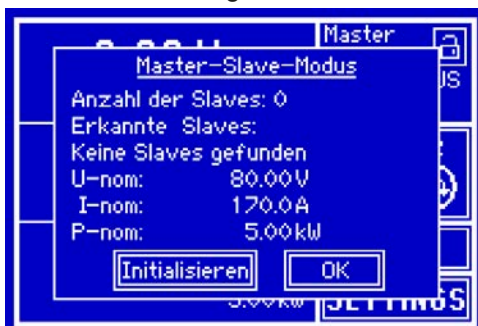 Master
Master-Slave-Modus
Anzahl der Slaves: 0
Erkannte Slaves:
Keine Slaves gefunden
U-nom: 80.00V
I-nom: 170.0A
P-nom: 5.00kW
Initialisieren OK